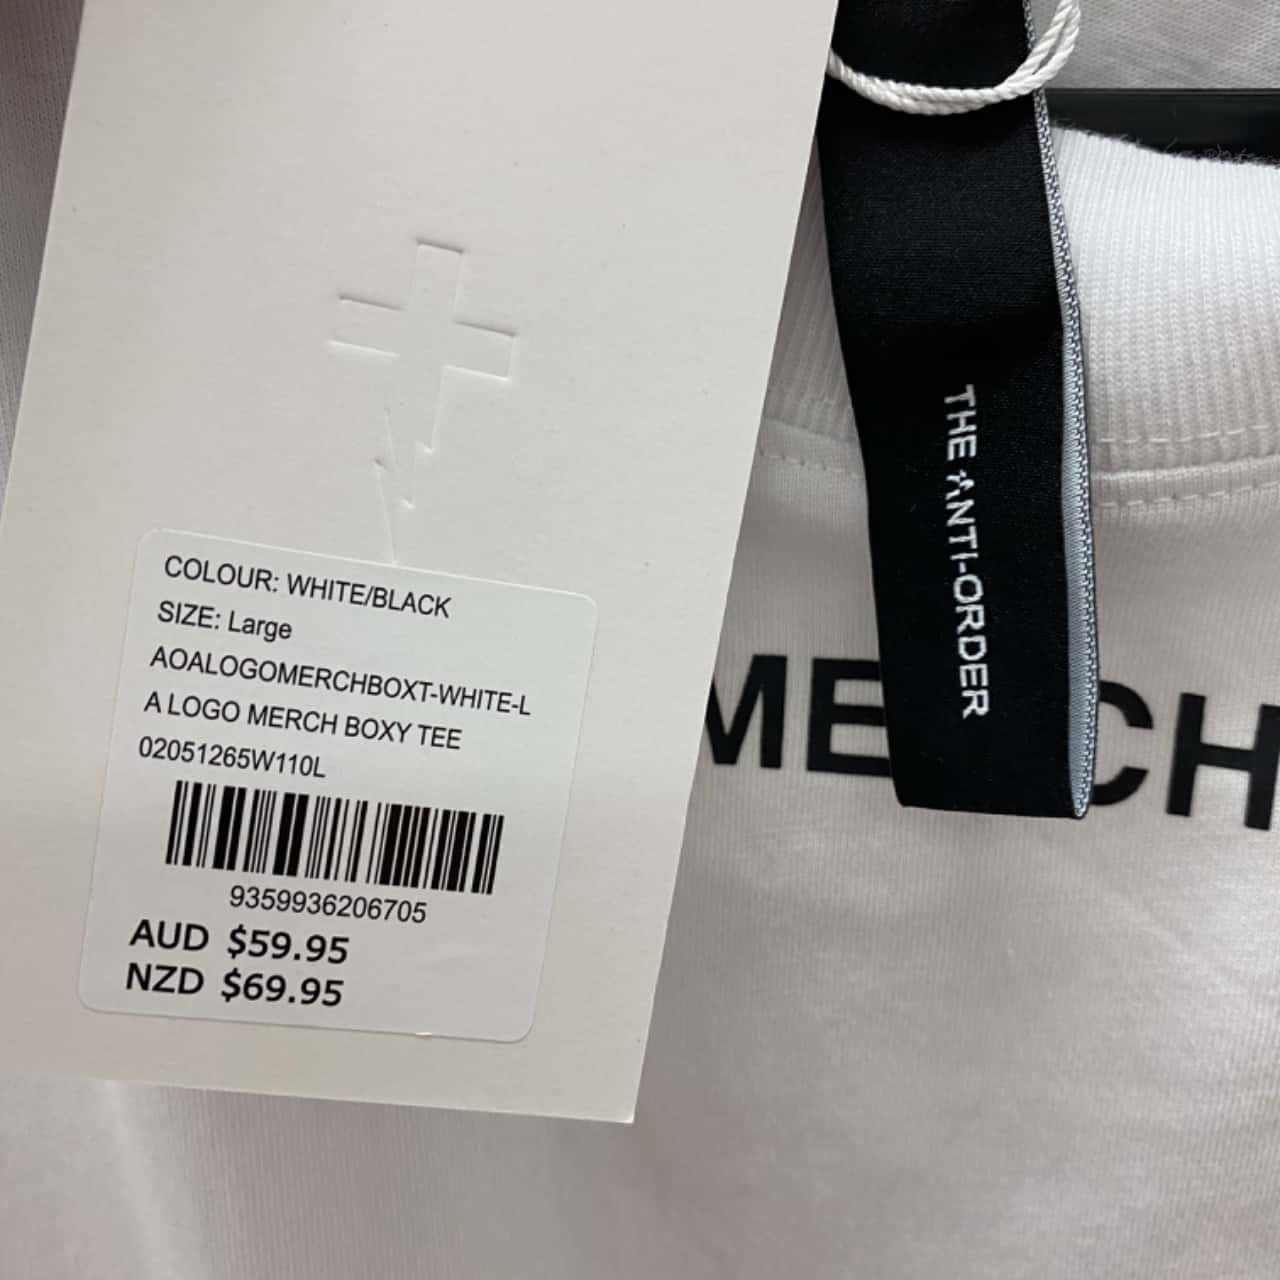 COLOUR: WHITE/BLACK
SIZE: Large
AOALOGOMERCHBOXT-WHITE-L
A LOGO MERCH BOXY TEE
02051265W110L
9359936206705
AUD $59.95
NZD $69.95
THE ANTI-ORDER
MERCH